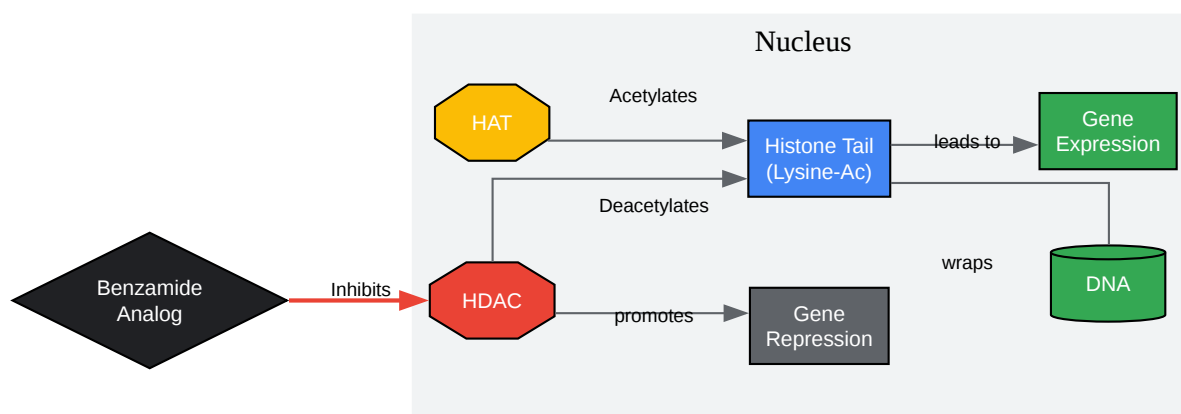 Nucleus
HAT
Acetylates
Histone Tail
(Lysine-Ac)
leads to
Gene
Expression
Deacetylates
Benzamide
Analog
Inhibits
HDAC
promotes
Gene
Repression
wraps
DNA